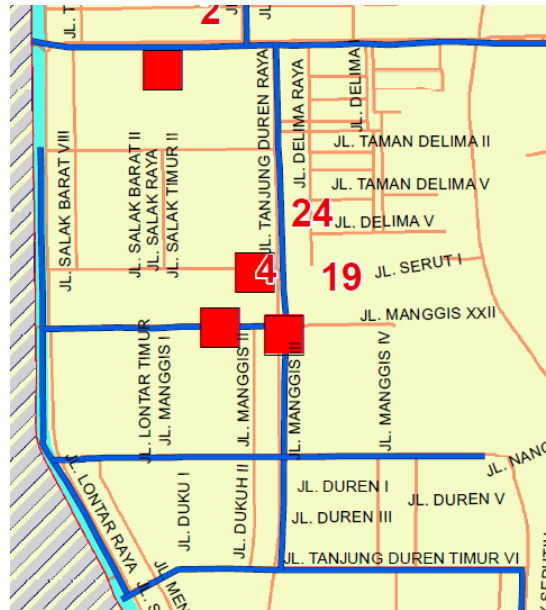 JL. T
2
JL. TANJUNG DUREN RAYA
JL. DELIMA RAYA
JL. DELIMA I
JL. SALAK BARAT VIII
JL. SALAK BARAT II
JL. SALAK RAYA
JL. SALAK TIMUR II
JL. TAMAN DELIMA II
JL. TAMAN DELIMA V
24
JL. DELIMA V
4
19
JL. SERUT I
JL. MANGGIS XXII
JL. LONTAR TIMUR
JL. MANGGIS I
JL. MANGGIS II
JL. MANGGIS III
JL. MANGGIS IV
JL. LONTAR RAYA
JL. DUKU I
JL. DUKUH II
JL. NANG
JL. DUREN I
JL. DUREN V
JL. DUREN III
JL. TANJUNG DUREN TIMUR VI
JL. MEN
JL. S
SERUTIH